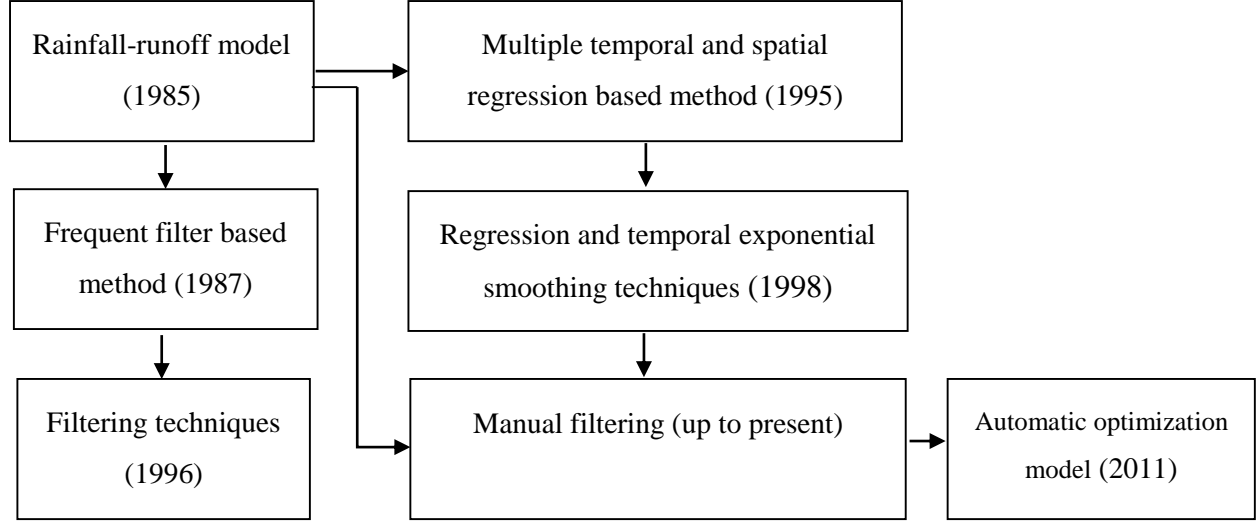 Rainfall-runoff model
(1985)
Multiple temporal and spatial
regression based method (1995)
Frequent filter based
method (1987)
Regression and temporal exponential
smoothing techniques (1998)
Filtering techniques
(1996)
Manual filtering (up to present)
Automatic optimization
model (2011)